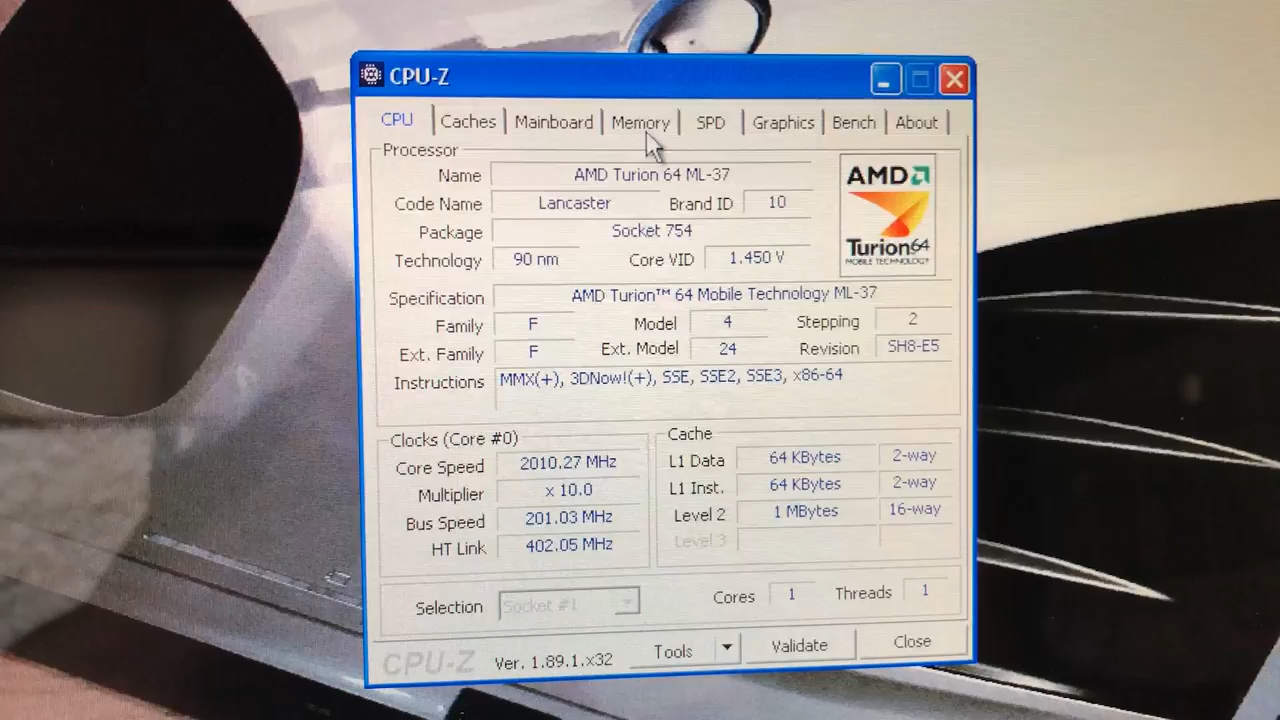 CPU-Z
CPU Caches Mainboard Memory SPD Graphics Bench About
Processor
Name AMD Turion 64 ML-37
Code Name Lancaster Brand ID 10
Package Socket 754
Technology 90 nm Core VID 1.450 V
AMD
Turion64
MOBILE TECHNOLOGY
Specification AMD Turion™ 64 Mobile Technology ML-37
Family F Model 4 Stepping 2
Ext. Family F Ext. Model 24 Revision SH8-E5
Instructions MMX(+), 3DNow!(+), SSE, SSE2, SSE3, x86-64
Clocks (Core #0)
Core Speed 2010.27 MHz
Multiplier x 10.0
Bus Speed 201.03 MHz
HT Link 402.05 MHz
Cache
L1 Data 64 KBytes 2-way
L1 Inst. 64 KBytes 2-way
Level 2 1 MBytes 16-way
Level 3
Selection Socket #1 Cores 1 Threads 1
CPU-Z Ver. 1.89.1.x32 Tools Validate Close